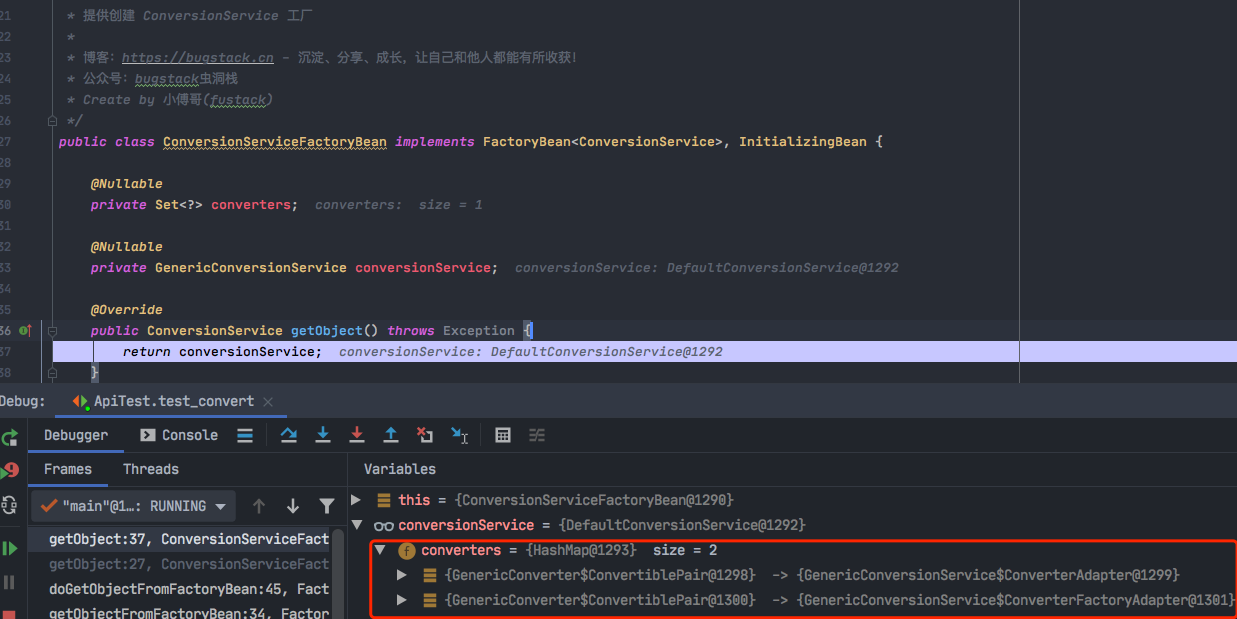 21 * 提供创建 ConversionService 工厂
22 *
23 * 博客：https://bugstack.cn - 沉淀、分享、成长，让自己和他人都能有所收获！
24 * 公众号：bugstack虫洞栈
25 * Create by 小傅哥(fustack)
26 */
27 public class ConversionServiceFactoryBean implements FactoryBean<ConversionService>, InitializingBean {
28
29 @Nullable
30 private Set<?> converters; converters: size = 1
31
32 @Nullable
33 private GenericConversionService conversionService; conversionService: DefaultConversionService@1292
34
35 @Override
36 public ConversionService getObject() throws Exception {
37 return conversionService; conversionService: DefaultConversionService@1292
38 }
Debug: ApiTest.test_convert
Debugger Console
Frames Threads Variables
"main"@1…: RUNNING
this = {ConversionServiceFactoryBean@1290}
conversionService = {DefaultConversionService@1292}
getObject:37, ConversionServiceFact
converters = {HashMap@1293} size = 2
getObject:27, ConversionServiceFact
{GenericConverter$ConvertiblePair@1298} -> {GenericConversionService$ConverterAdapter@1299}
doGetObjectFromFactoryBean:45, Fact
{GenericConverter$ConvertiblePair@1300} -> {GenericConversionService$ConverterFactoryAdapter@1301}
getObjectFromFactoryBean:34, Factor